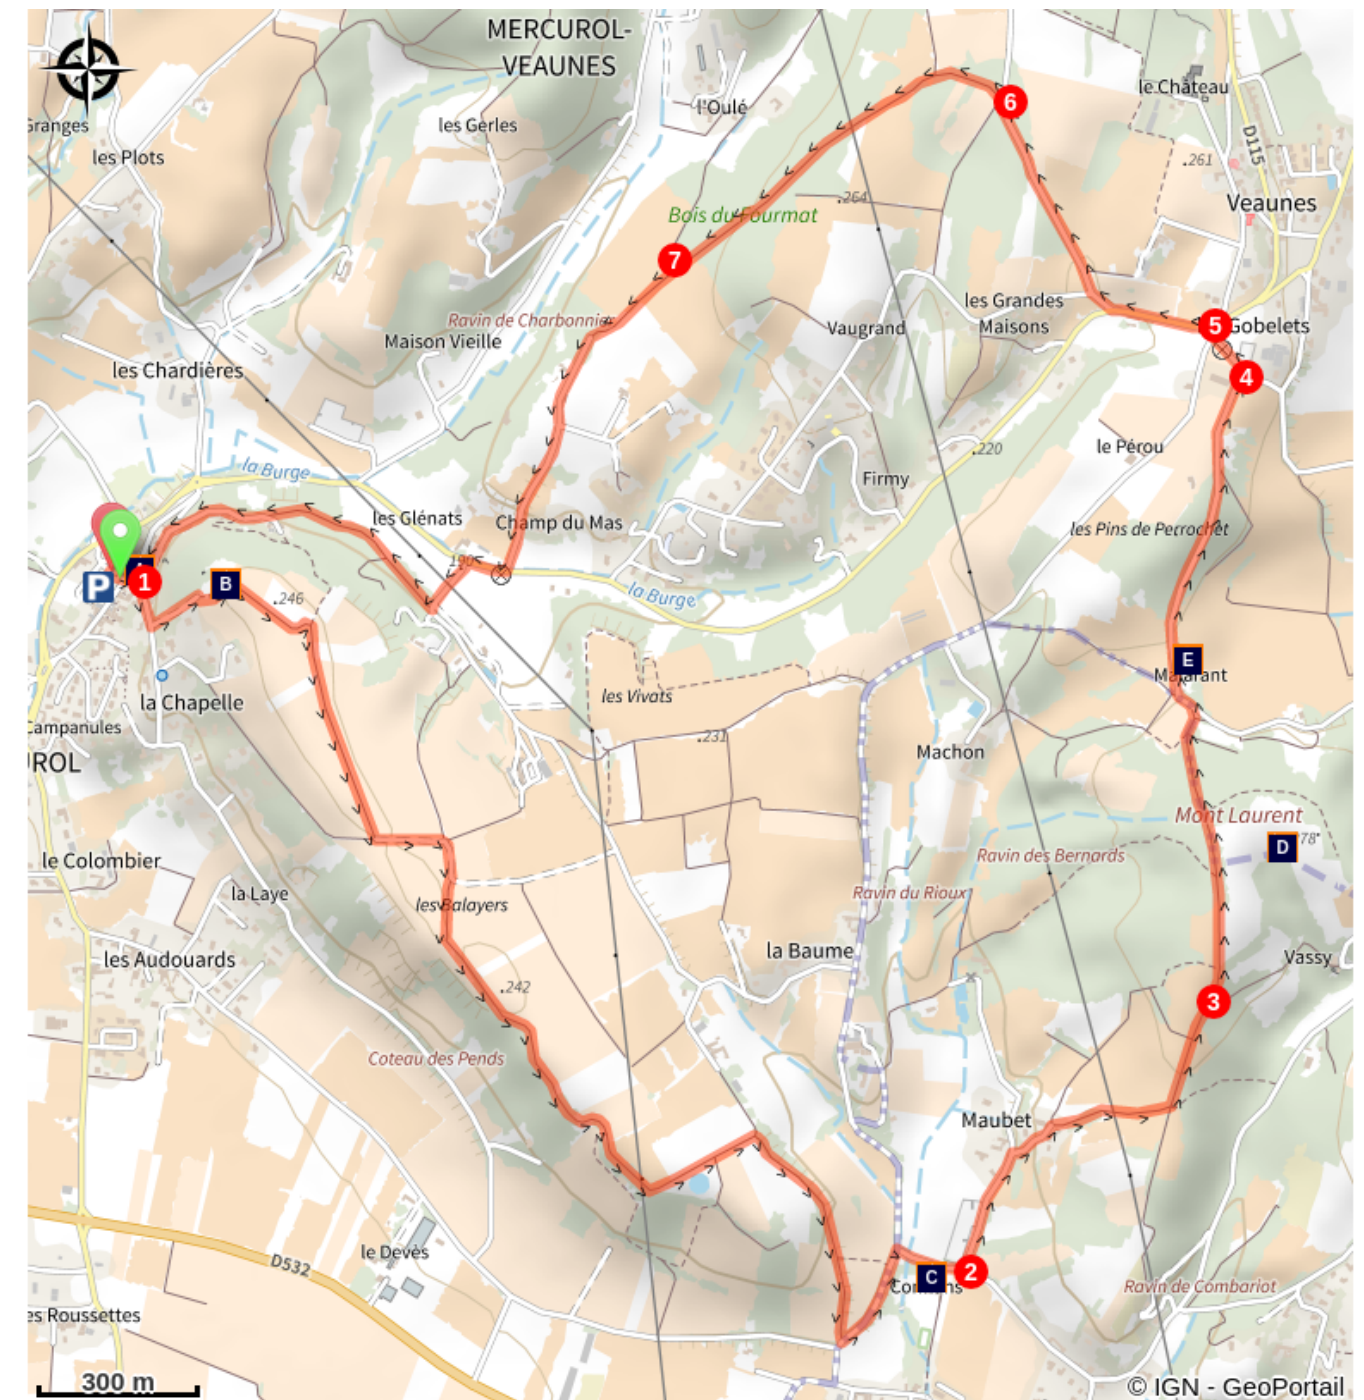 MERCUROL-
VEAUNES
l'Oulé
le Château
6
Granges
les Gerles
les Plots
D115
.261
Veaunes
.264
Bois du Fourmat
7
les Grandes
Maisons
Ravin de Charbonnier
Maison Vieille
Vaugrand
5
Gobelets
4
les Chardières
le Pérou
.220
la Burge
Firmy
les Glénats
Champ du Mas
les Pins de Perrochet
190
P
1
B
.246
la Burge
E
Malarant
les Vivats
la Chapelle
Campanules
.231
Machon
UROL
Mont Laurent
D
78
Ravin des Bernards
le Colombier
la Laye
les Balayers
Ravin du Rioux
la Baume
les Audouards
Vassy
.242
3
Coteau des Pends
Maubet
le Devès
D532
2
C
Ravin de Combariot
es Roussettes
300 m
© IGN - GeoPortail